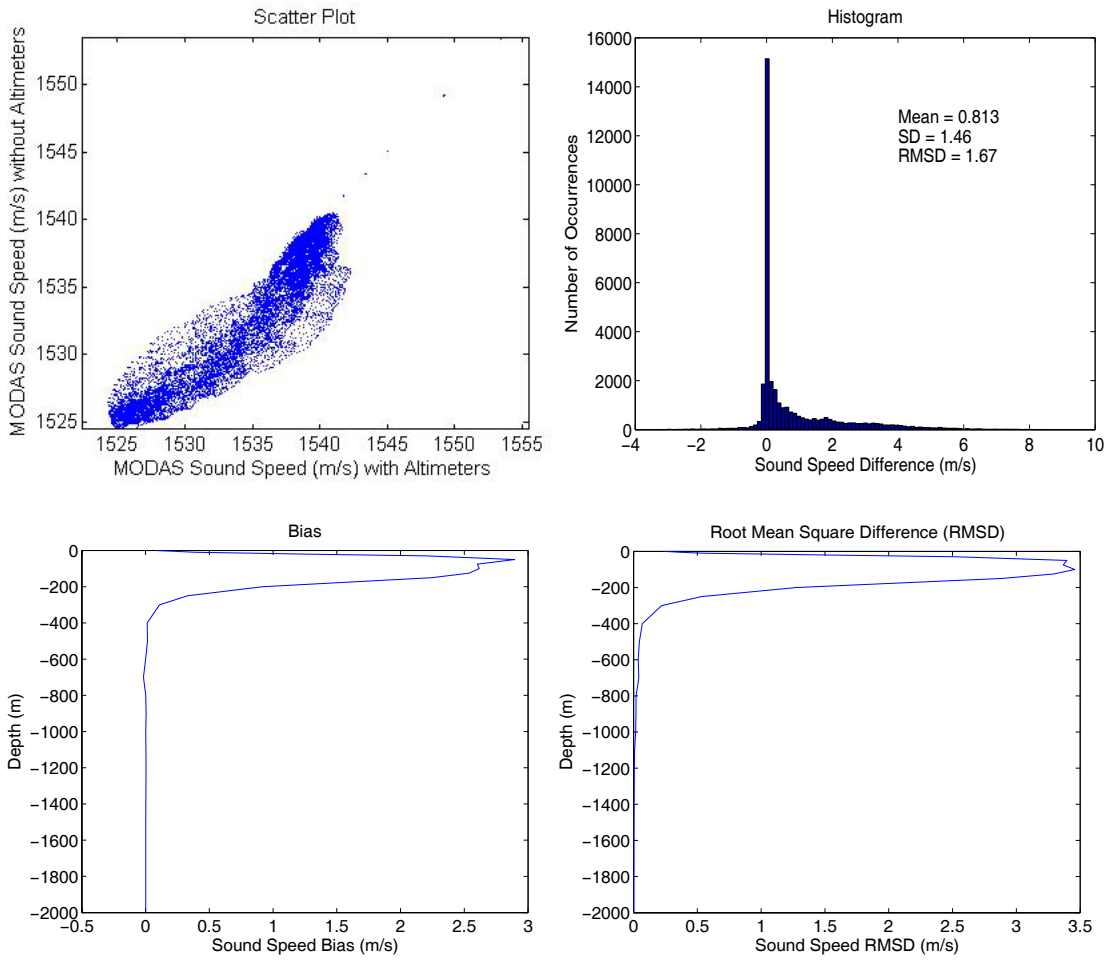 Scatter Plot
MODAS Sound Speed (m/s) without Altimeters
1550
1545
1540
1535
1530
1525
1525 1530 1535 1540 1545 1550 1555
MODAS Sound Speed (m/s) with Altimeters
Histogram
Number of Occurrences
16000
14000
12000
10000
8000
6000
4000
2000
0
Mean = 0.813
SD = 1.46
RMSD = 1.67
−4 −2 0 2 4 6 8 10
Sound Speed Difference (m/s)
Bias
Depth (m)
0
−200
−400
−600
−800
−1000
−1200
−1400
−1600
−1800
−2000
−0.5 0 0.5 1 1.5 2 2.5 3
Sound Speed Bias (m/s)
Root Mean Square Difference (RMSD)
Depth (m)
0
−200
−400
−600
−800
−1000
−1200
−1400
−1600
−1800
−2000
0 0.5 1 1.5 2 2.5 3 3.5
Sound Speed RMSD (m/s)